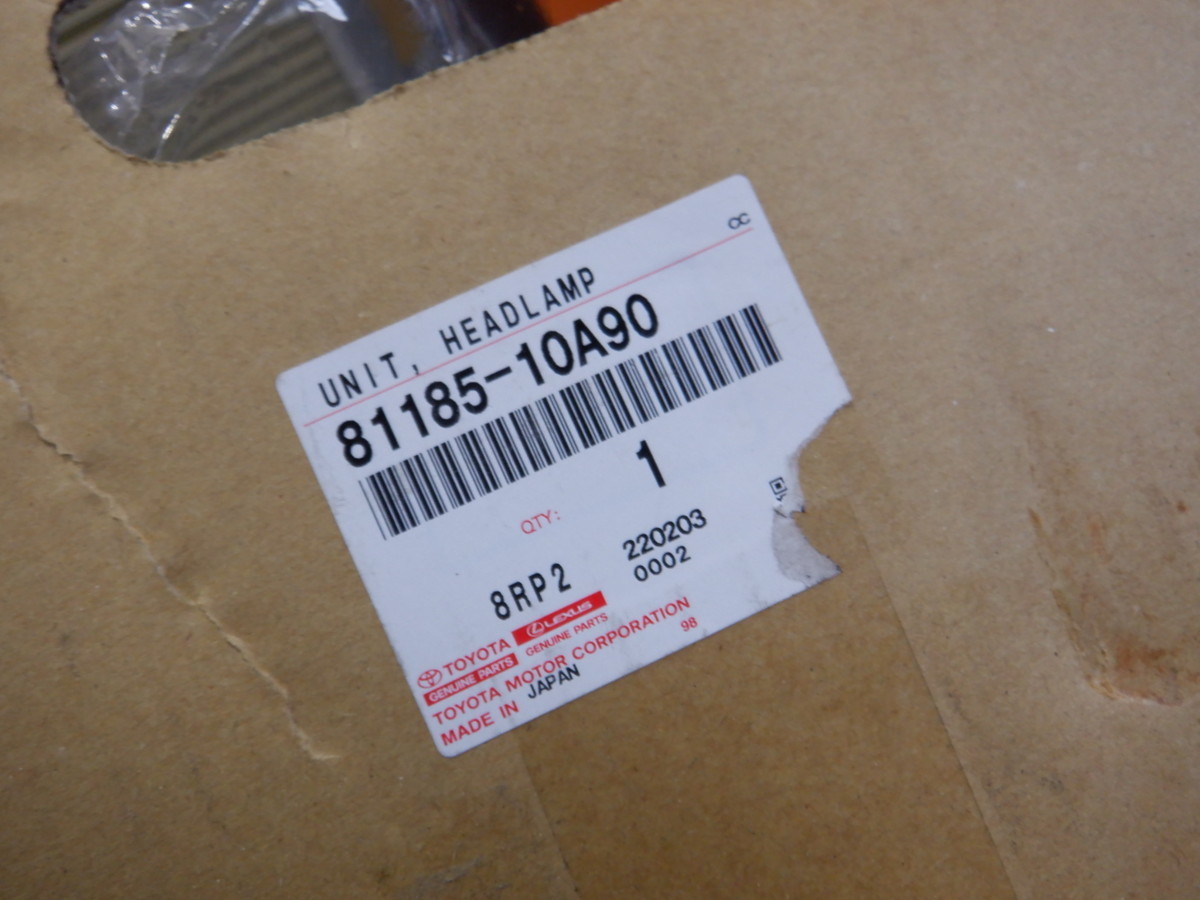 CC
UNIT, HEADLAMP
81185-10A90
QTY: 1
8RP2 220203
0002
TOYOTA LEXUS
GENUINE PARTS GENUINE PARTS
TOYOTA MOTOR CORPORATION
MADE IN JAPAN 98